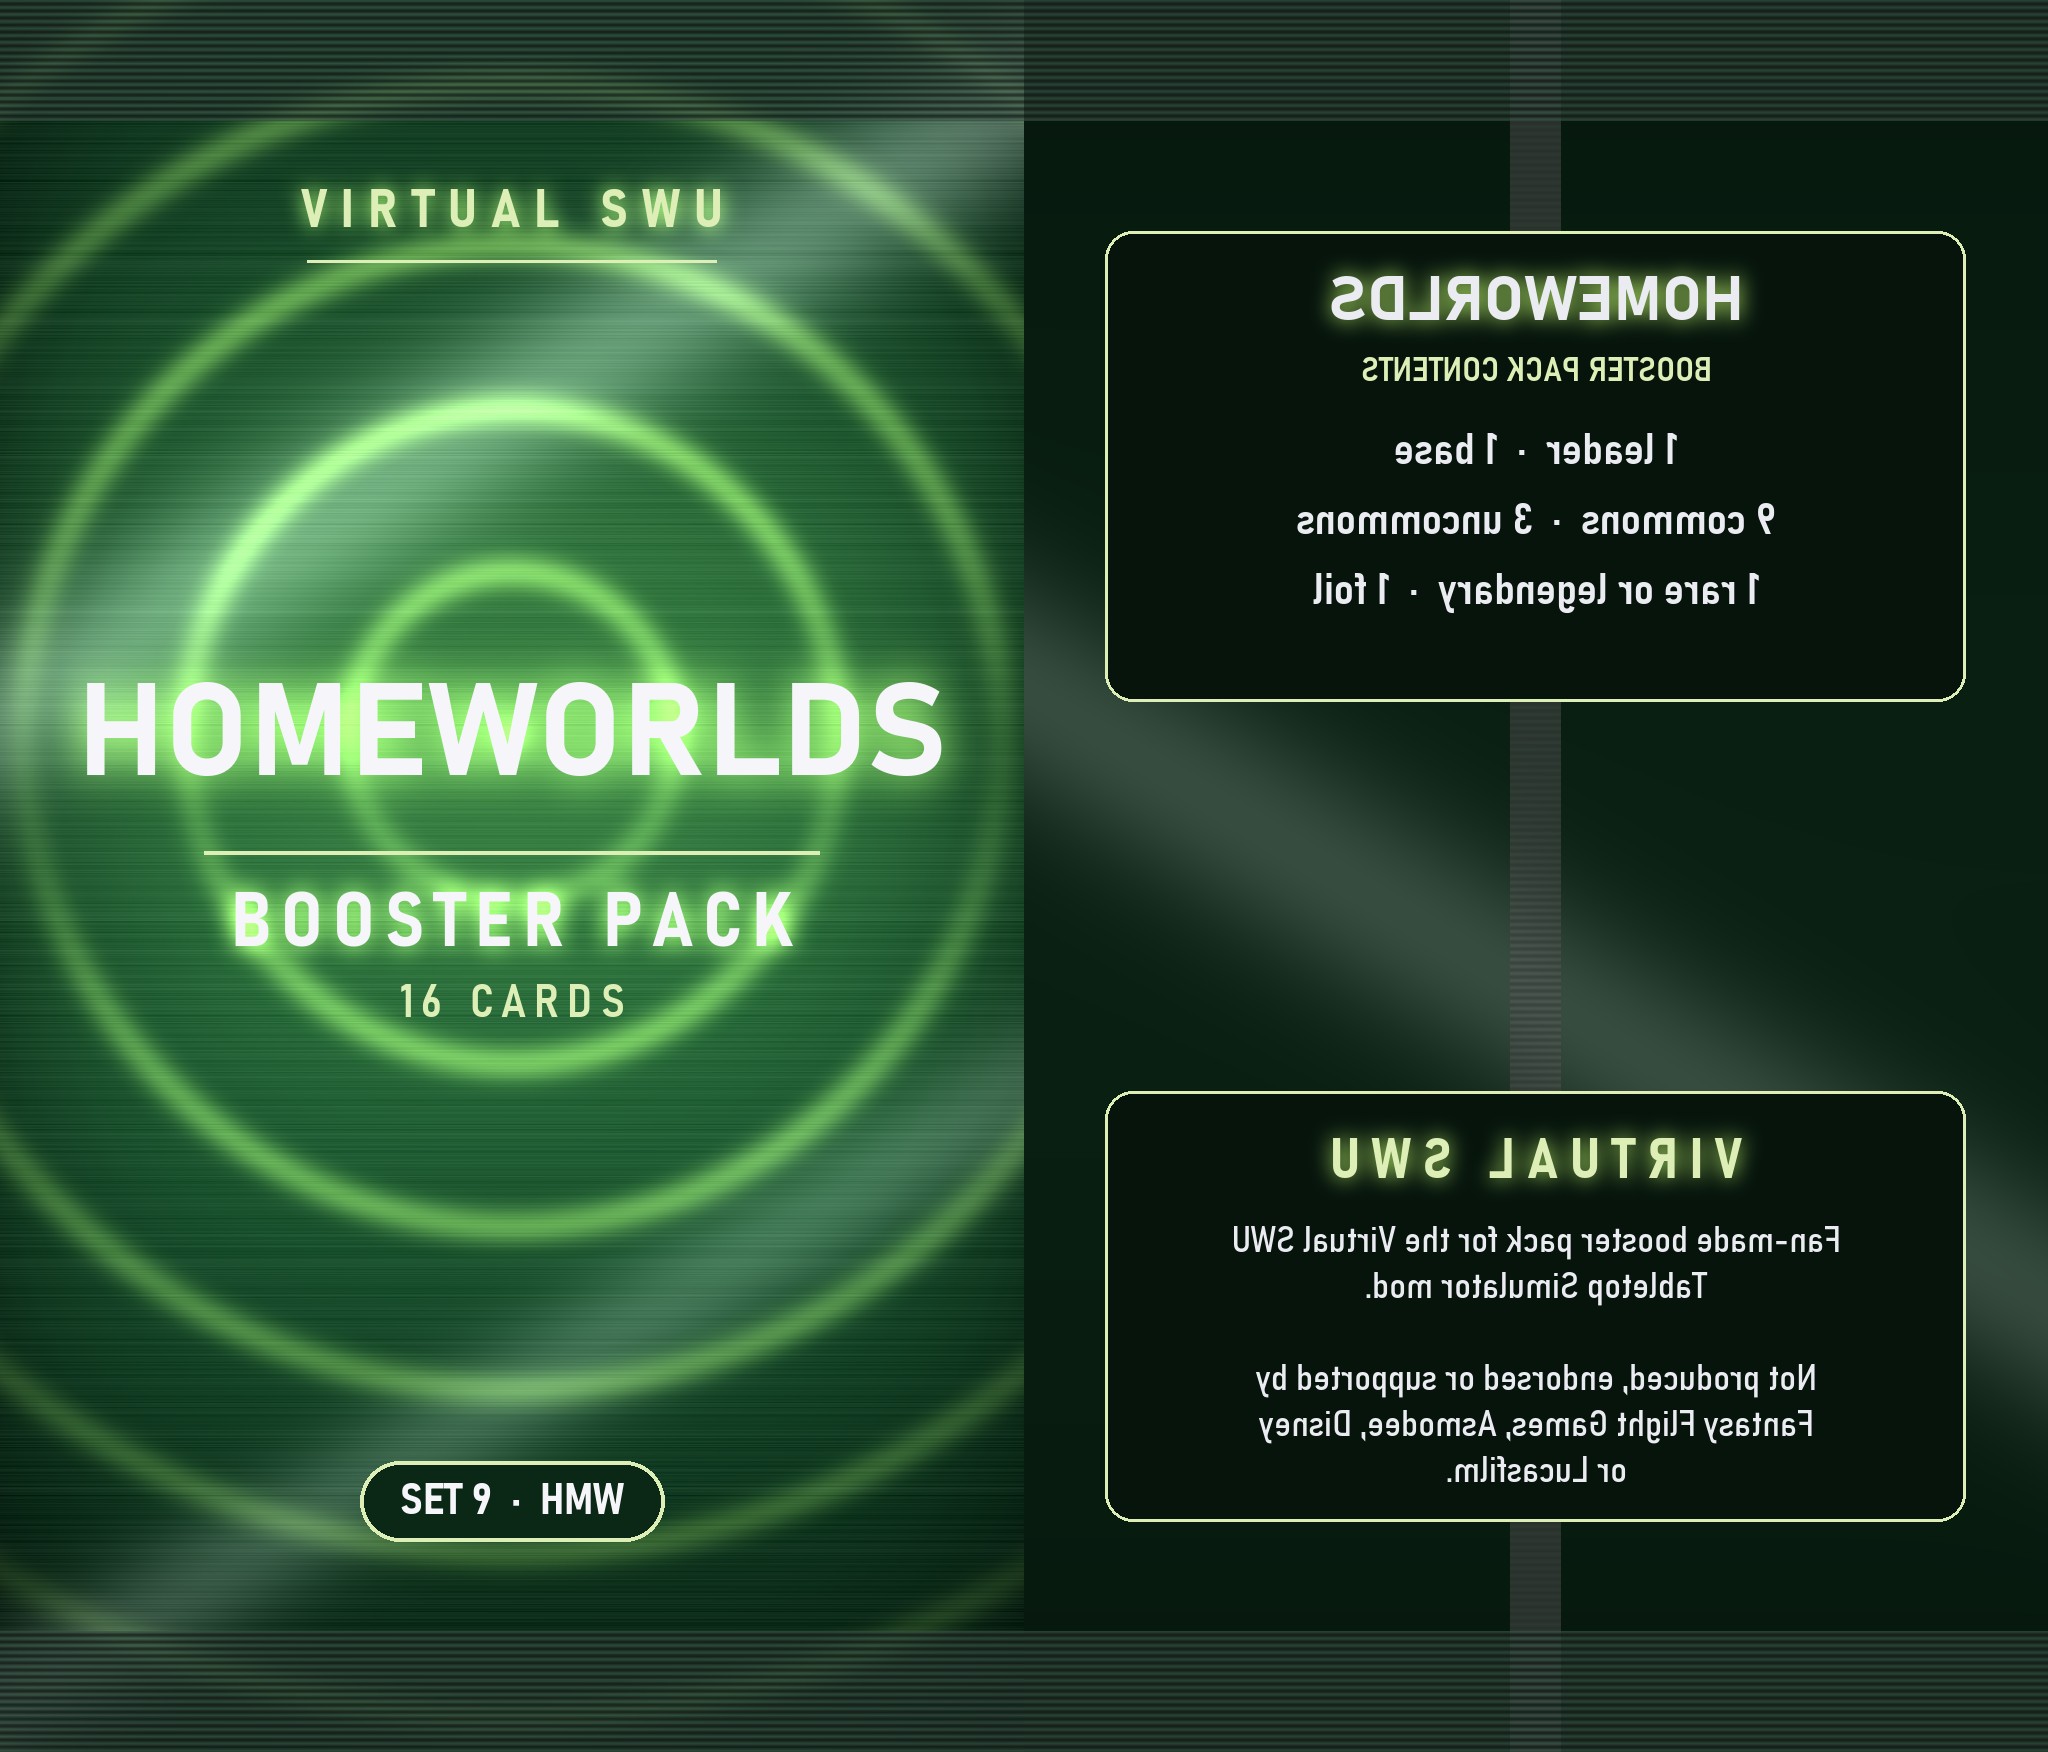 VIRTUAL SWU
HOMEWORLDS
BOOSTER PACK
16 CARDS
SET 9 · HMW
HOMEWORLDS
BOOSTER PACK CONTENTS
1 leader · 1 base
9 commons · 3 uncommons
1 rare or legendary · 1 foil
VIRTUAL SWU
Fan-made booster pack for the Virtual SWU
Tabletop Simulator mod.
Not produced, endorsed or supported by
Fantasy Flight Games, Asmodee, Disney
or Lucasfilm.